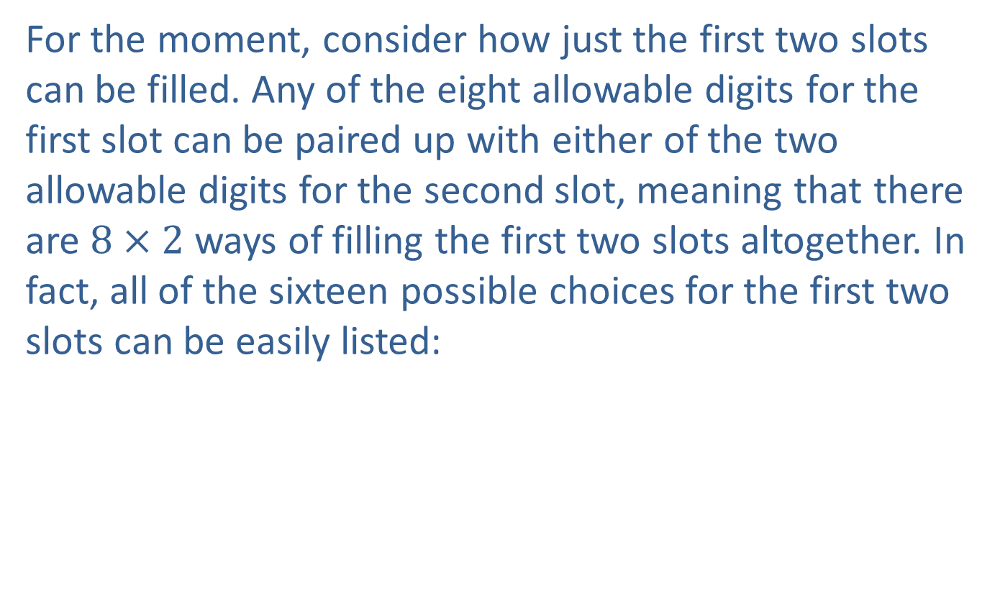 For the moment, consider how just the first two slots
can be filled. Any of the eight allowable digits for the
first slot can be paired up with either of the two
allowable digits for the second slot, meaning that there
are 8 × 2 ways of filling the first two slots altogether. In
fact, all of the sixteen possible choices for the first two
slots can be easily listed: